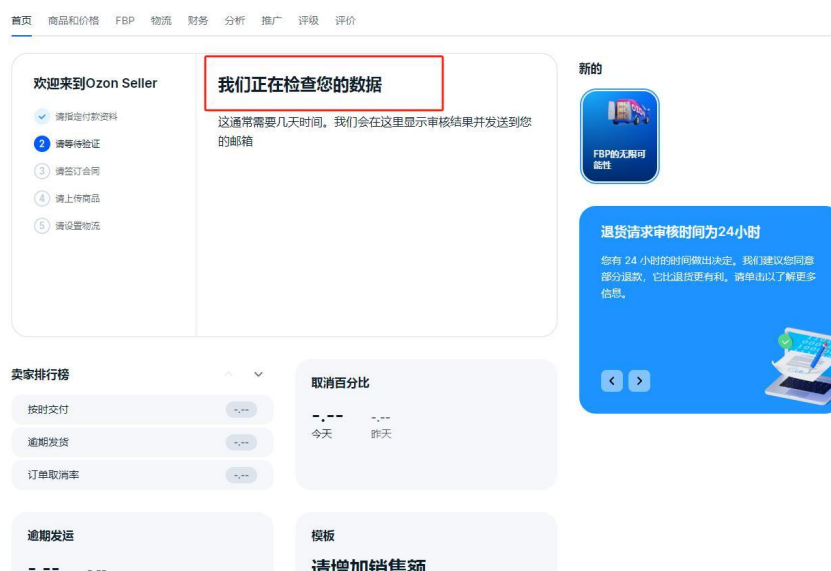 首页 商品和价格 FBP 物流 财务 分析 推广 评级 评价
欢迎来到Ozon Seller
请指定付款资料
2 请等待验证
3 请签订合同
4 请上传商品
5 请设置物流
我们正在检查您的数据
这通常需要几天时间。我们会在这里显示审核结果并发送到您
的邮箱
新的
FBP的无限可
能性
退货请求审核时间为24小时
您有 24 小时的时间做出决定。我们建议您同意
部分退款，它比退货更有利。请单击以了解更多
信息。
卖家排行榜
按时交付 -.--
逾期发货 -.--
订单取消率 -.--
取消百分比
-.-- -.--
今天 昨天
逾期发运
模板
请增加销售额